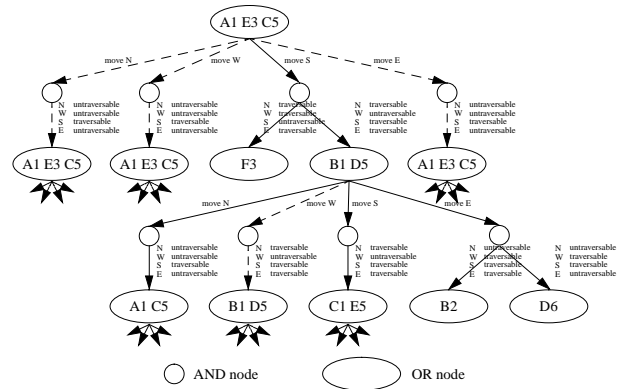 A1 E3 C5
move N
move W
move S
move E
N untraversable N untraversable N traversable N traversable N untraversable
W untraversable W untraversable W untraversable W untraversable W untraversable
S traversable S traversable S untraversable S traversable S traversable
E untraversable E untraversable E traversable E traversable E untraversable
A1 E3 C5 A1 E3 C5 F3 B1 D5 A1 E3 C5
move N
move W
move S
move E
N untraversable N traversable N traversable N untraversable N untraversable
W untraversable W untraversable W untraversable W traversable W traversable
S traversable S traversable S traversable S traversable S traversable
E untraversable E traversable E untraversable E traversable E untraversable
A1 C5 B1 D5 C1 E5 B2 D6
AND node OR node